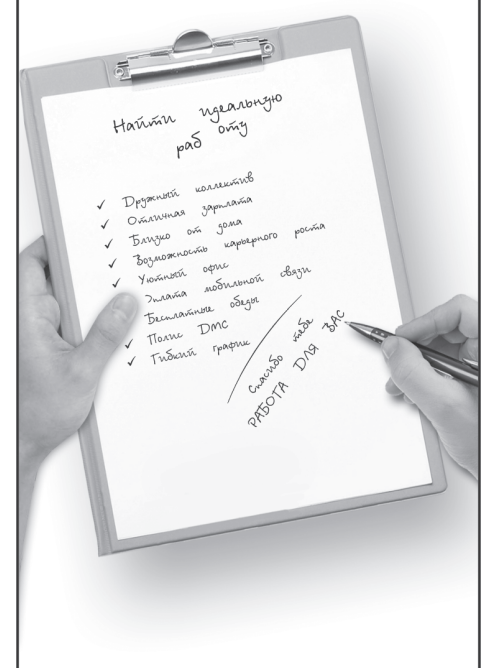 Найти идеальную
работу
✓ Дружный коллектив
✓ Отличная зарплата
✓ Близко от дома
✓ Возможность карьерного роста
✓ Уютный офис
Оплата мобильной связи
Бесплатные обеды
✓ Полис ДМС
✓ Гибкий график
Спасибо тебе
РАБОТА ДЛЯ ВАС